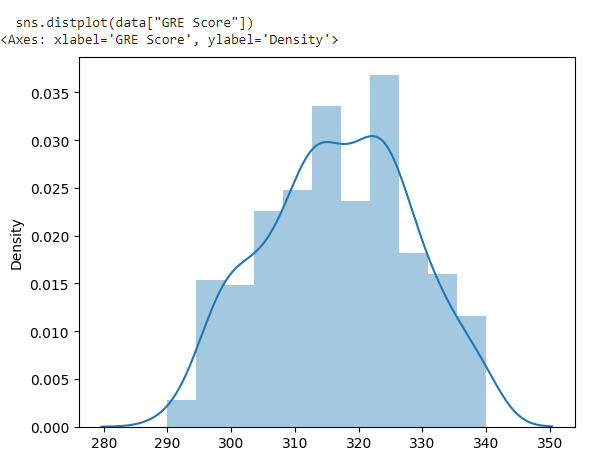 sns.distplot(data["GRE Score"])
<Axes: xlabel='GRE Score', ylabel='Density'>
0.035
0.030
0.025
0.020
0.015
0.010
0.005
0.000
Density
280 290 300 310 320 330 340 350